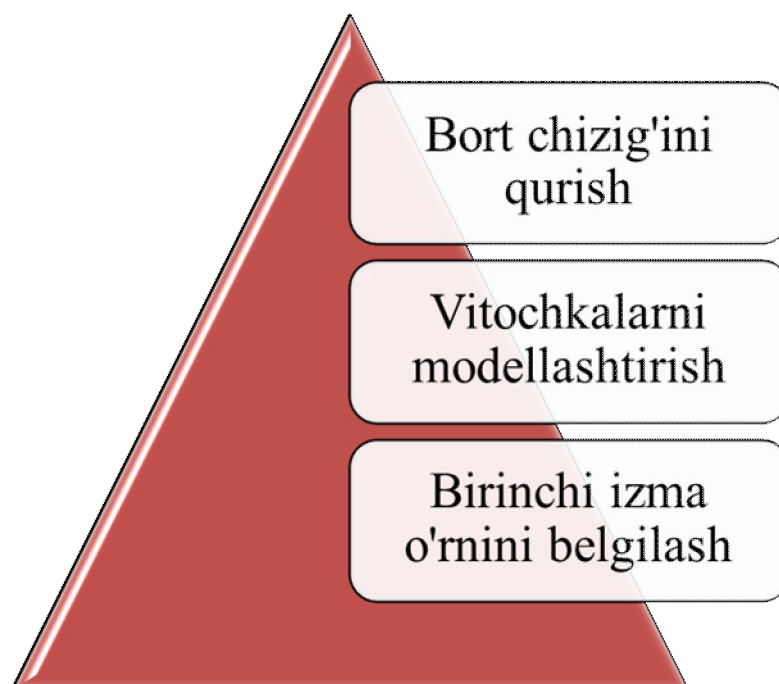 Bort chizig'ini
qurish
Vitochkalarni
modellashtirish
Birinchi izma
o'rnini belgilash